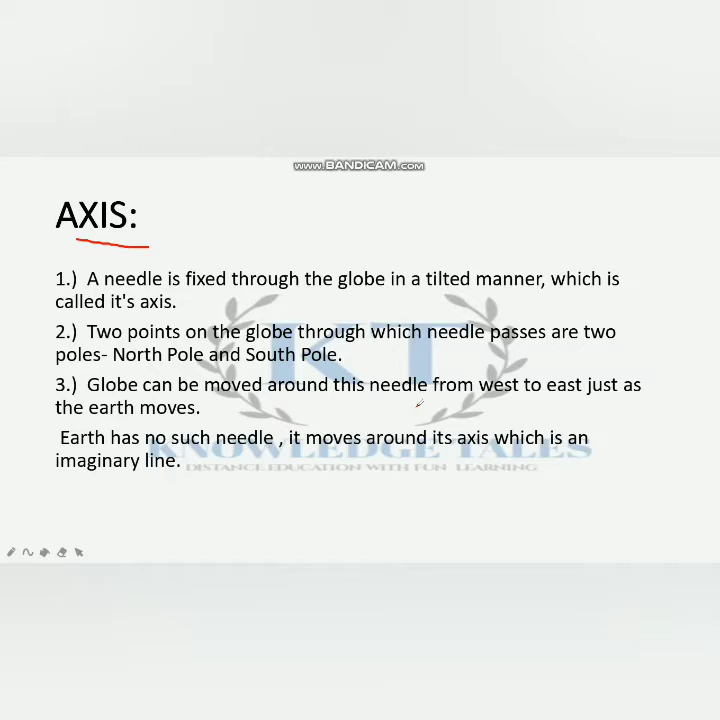 www.BANDICAM.com
AXIS:
1.)  A needle is fixed through the globe in a tilted manner, which is
called it's axis.
2.)  Two points on the globe through which needle passes are two
poles- North Pole and South Pole.
3.)  Globe can be moved around this needle from west to east just as
the earth moves.
Earth has no such needle , it moves around its axis which is an
imaginary line.
KT
KNOWLEDGE TALES
DISTANCE EDUCATION WITH FUN LEARNING